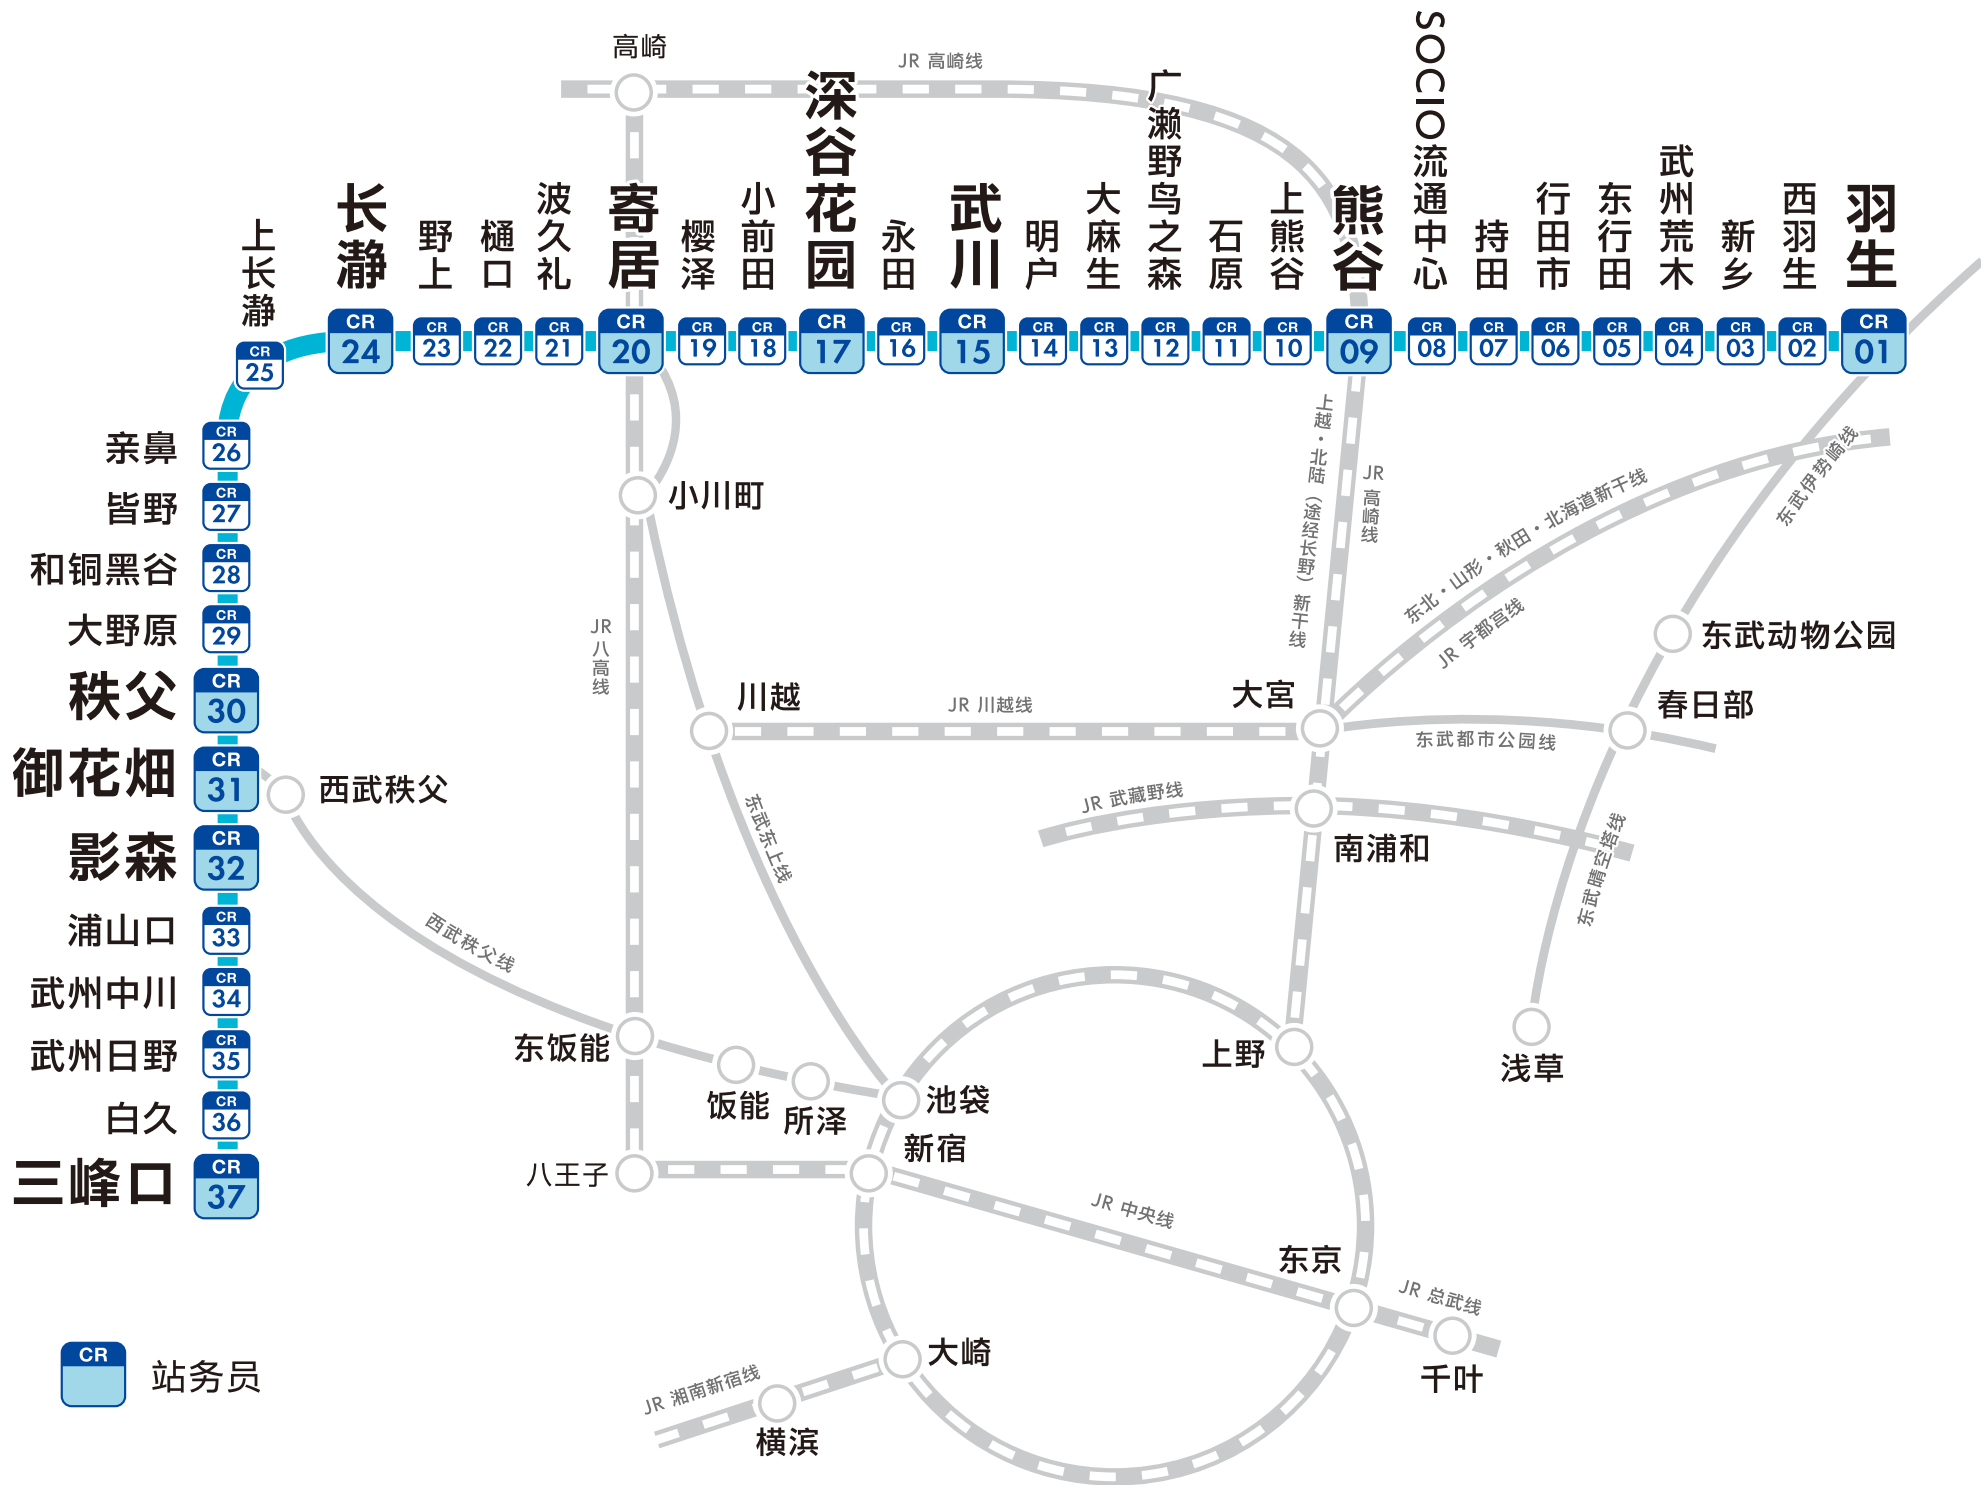 高崎
JR 高崎线
上长瀞
长瀞
野上
樋口
波久礼
寄居
樱泽
小前田
深谷花园
永田
武川
明户
大麻生
广濑野鸟之森
石原
上熊谷
熊谷
SOCIO流通中心
持田
行田市
东行田
武州荒木
新乡
西羽生
羽生
CR 25
CR 24
CR 23
CR 22
CR 21
CR 20
CR 19
CR 18
CR 17
CR 16
CR 15
CR 14
CR 13
CR 12
CR 11
CR 10
CR 09
CR 08
CR 07
CR 06
CR 05
CR 04
CR 03
CR 02
CR 01
亲鼻
CR 26
皆野
CR 27
和铜黑谷
CR 28
大野原
CR 29
秩父
CR 30
御花畑
CR 31
影森
CR 32
浦山口
CR 33
武州中川
CR 34
武州日野
CR 35
白久
CR 36
三峰口
CR 37
小川町
上越・北陆（途经长野）新干线
JR 高崎线
东北・山形・秋田・北海道新干线
JR 宇都宫线
东武伊势崎线
JR 八高线
川越
JR 川越线
大宫
东武动物公园
春日部
东武都市公园线
西武秩父
东武东上线
JR 武藏野线
南浦和
东武晴空塔线
西武秩父线
东饭能
饭能
所泽
池袋
上野
浅草
新宿
八王子
JR 中央线
东京
JR 总武线
千叶
大崎
JR 湘南新宿线
横滨
CR
站务员